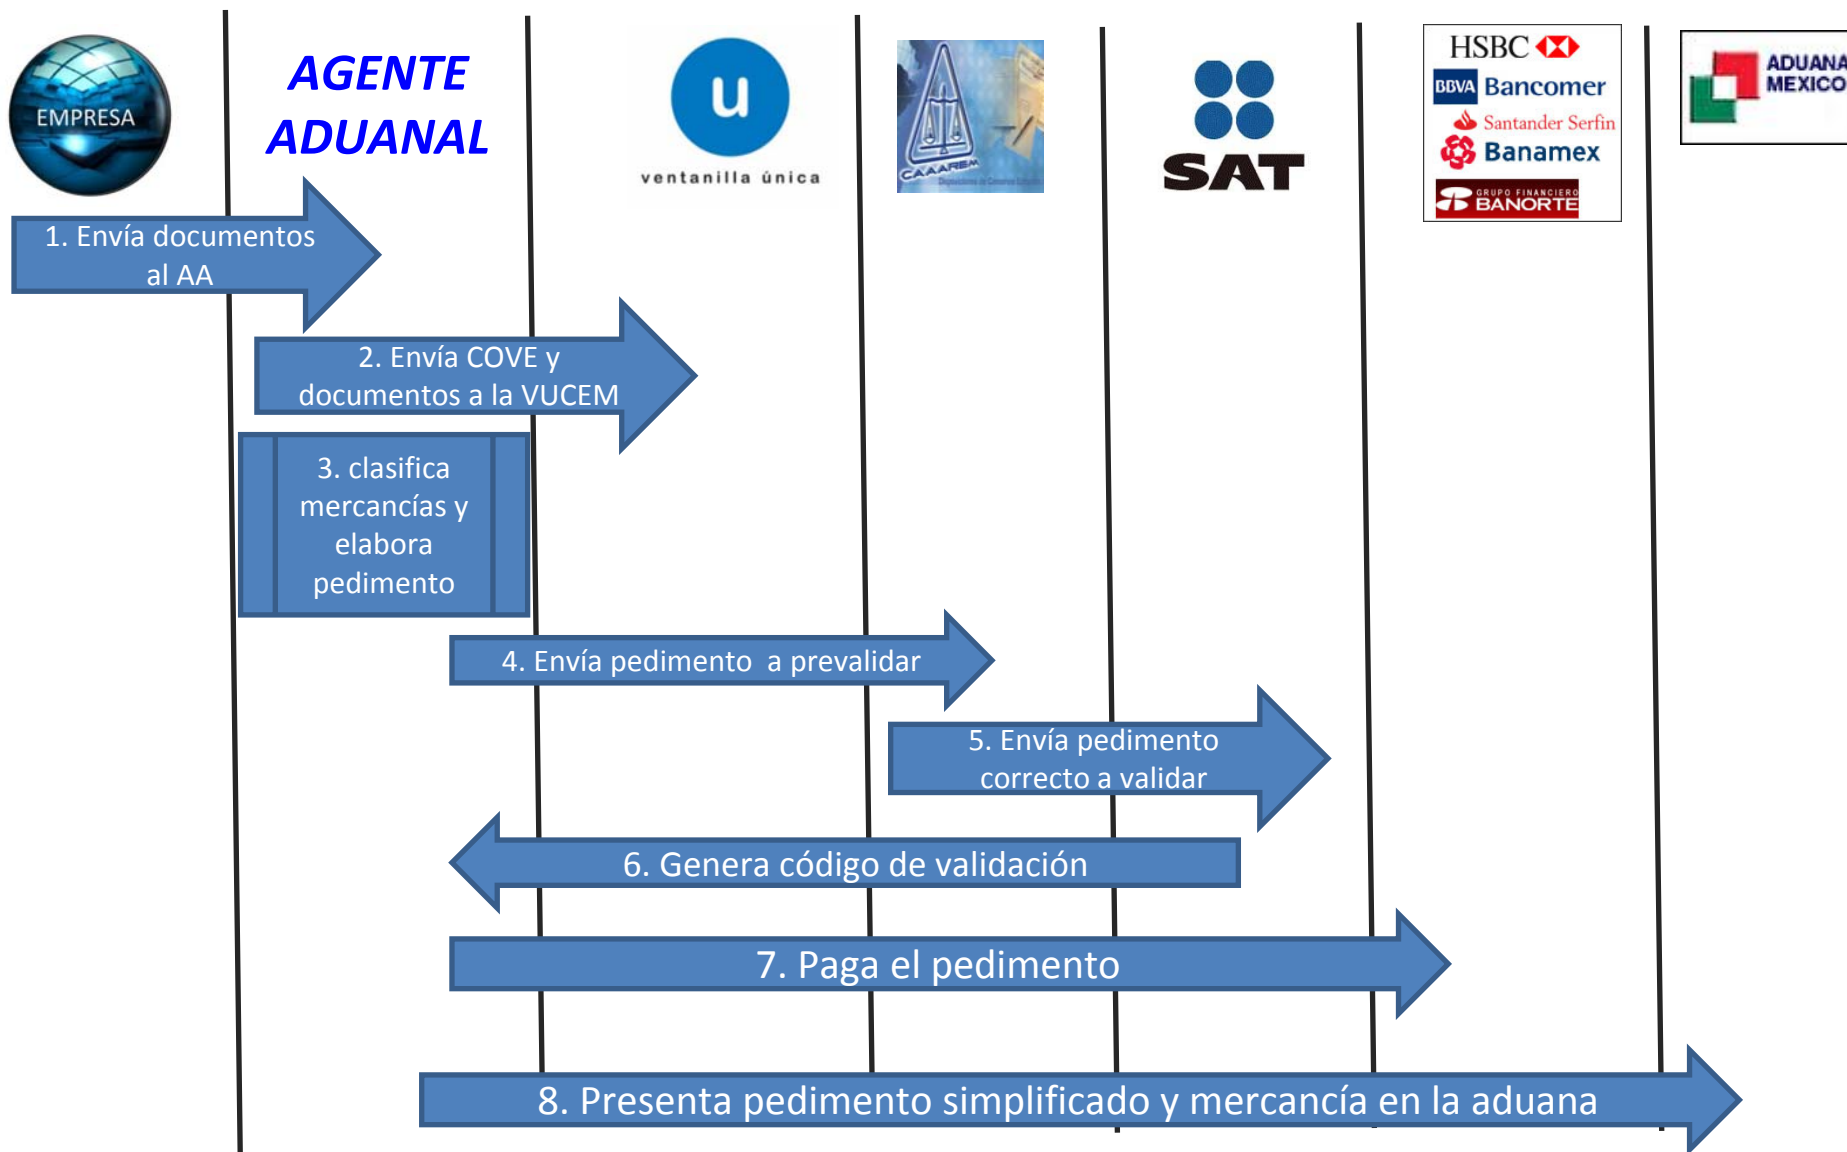 EMPRESA
AGENTE
ADUANAL
u
ventanilla única
CAAAREM
SAT
HSBC
BBVA Bancomer
Santander Serfin
Banamex
GRUPO FINANCIERO
BANORTE
ADUANA
MEXICO
1. Envía documentos
al AA
2. Envía COVE y
documentos a la VUCEM
3. clasifica
mercancías y
elabora
pedimento
4. Envía pedimento a prevalidar
5. Envía pedimento
correcto a validar
6. Genera código de validación
7. Paga el pedimento
8. Presenta pedimento simplificado y mercancía en la aduana